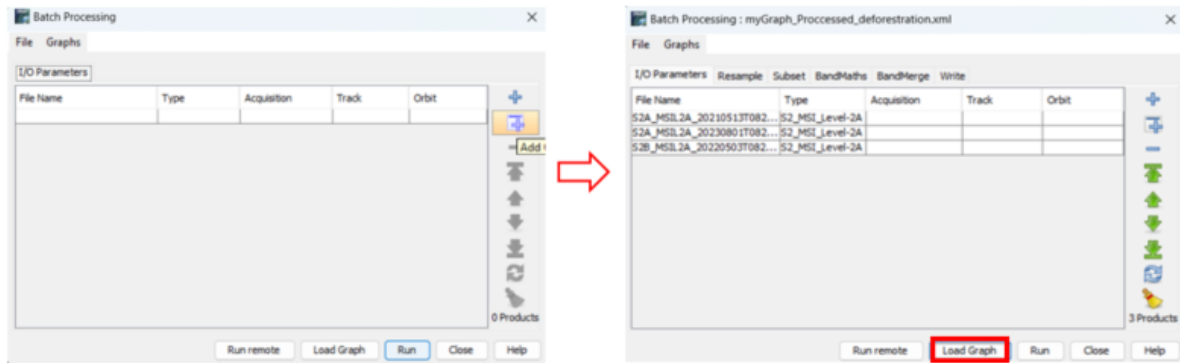 Batch Processing
File Graphs
I/O Parameters
File Name Type Acquisition Track Orbit
Add
0 Products
Run remote Load Graph Run Close Help
Batch Processing : myGraph_Proccessed_deforestration.xml
File Graphs
I/O Parameters Resample Subset BandMaths BandMerge Write
File Name Type Acquisition Track Orbit
S2A_MSIL2A_20210513T082... S2_MSI_Level-2A
S2A_MSIL2A_20230801T082... S2_MSI_Level-2A
S2B_MSIL2A_20220503T082... S2_MSI_Level-2A
3 Products
Run remote Load Graph Run Close Help